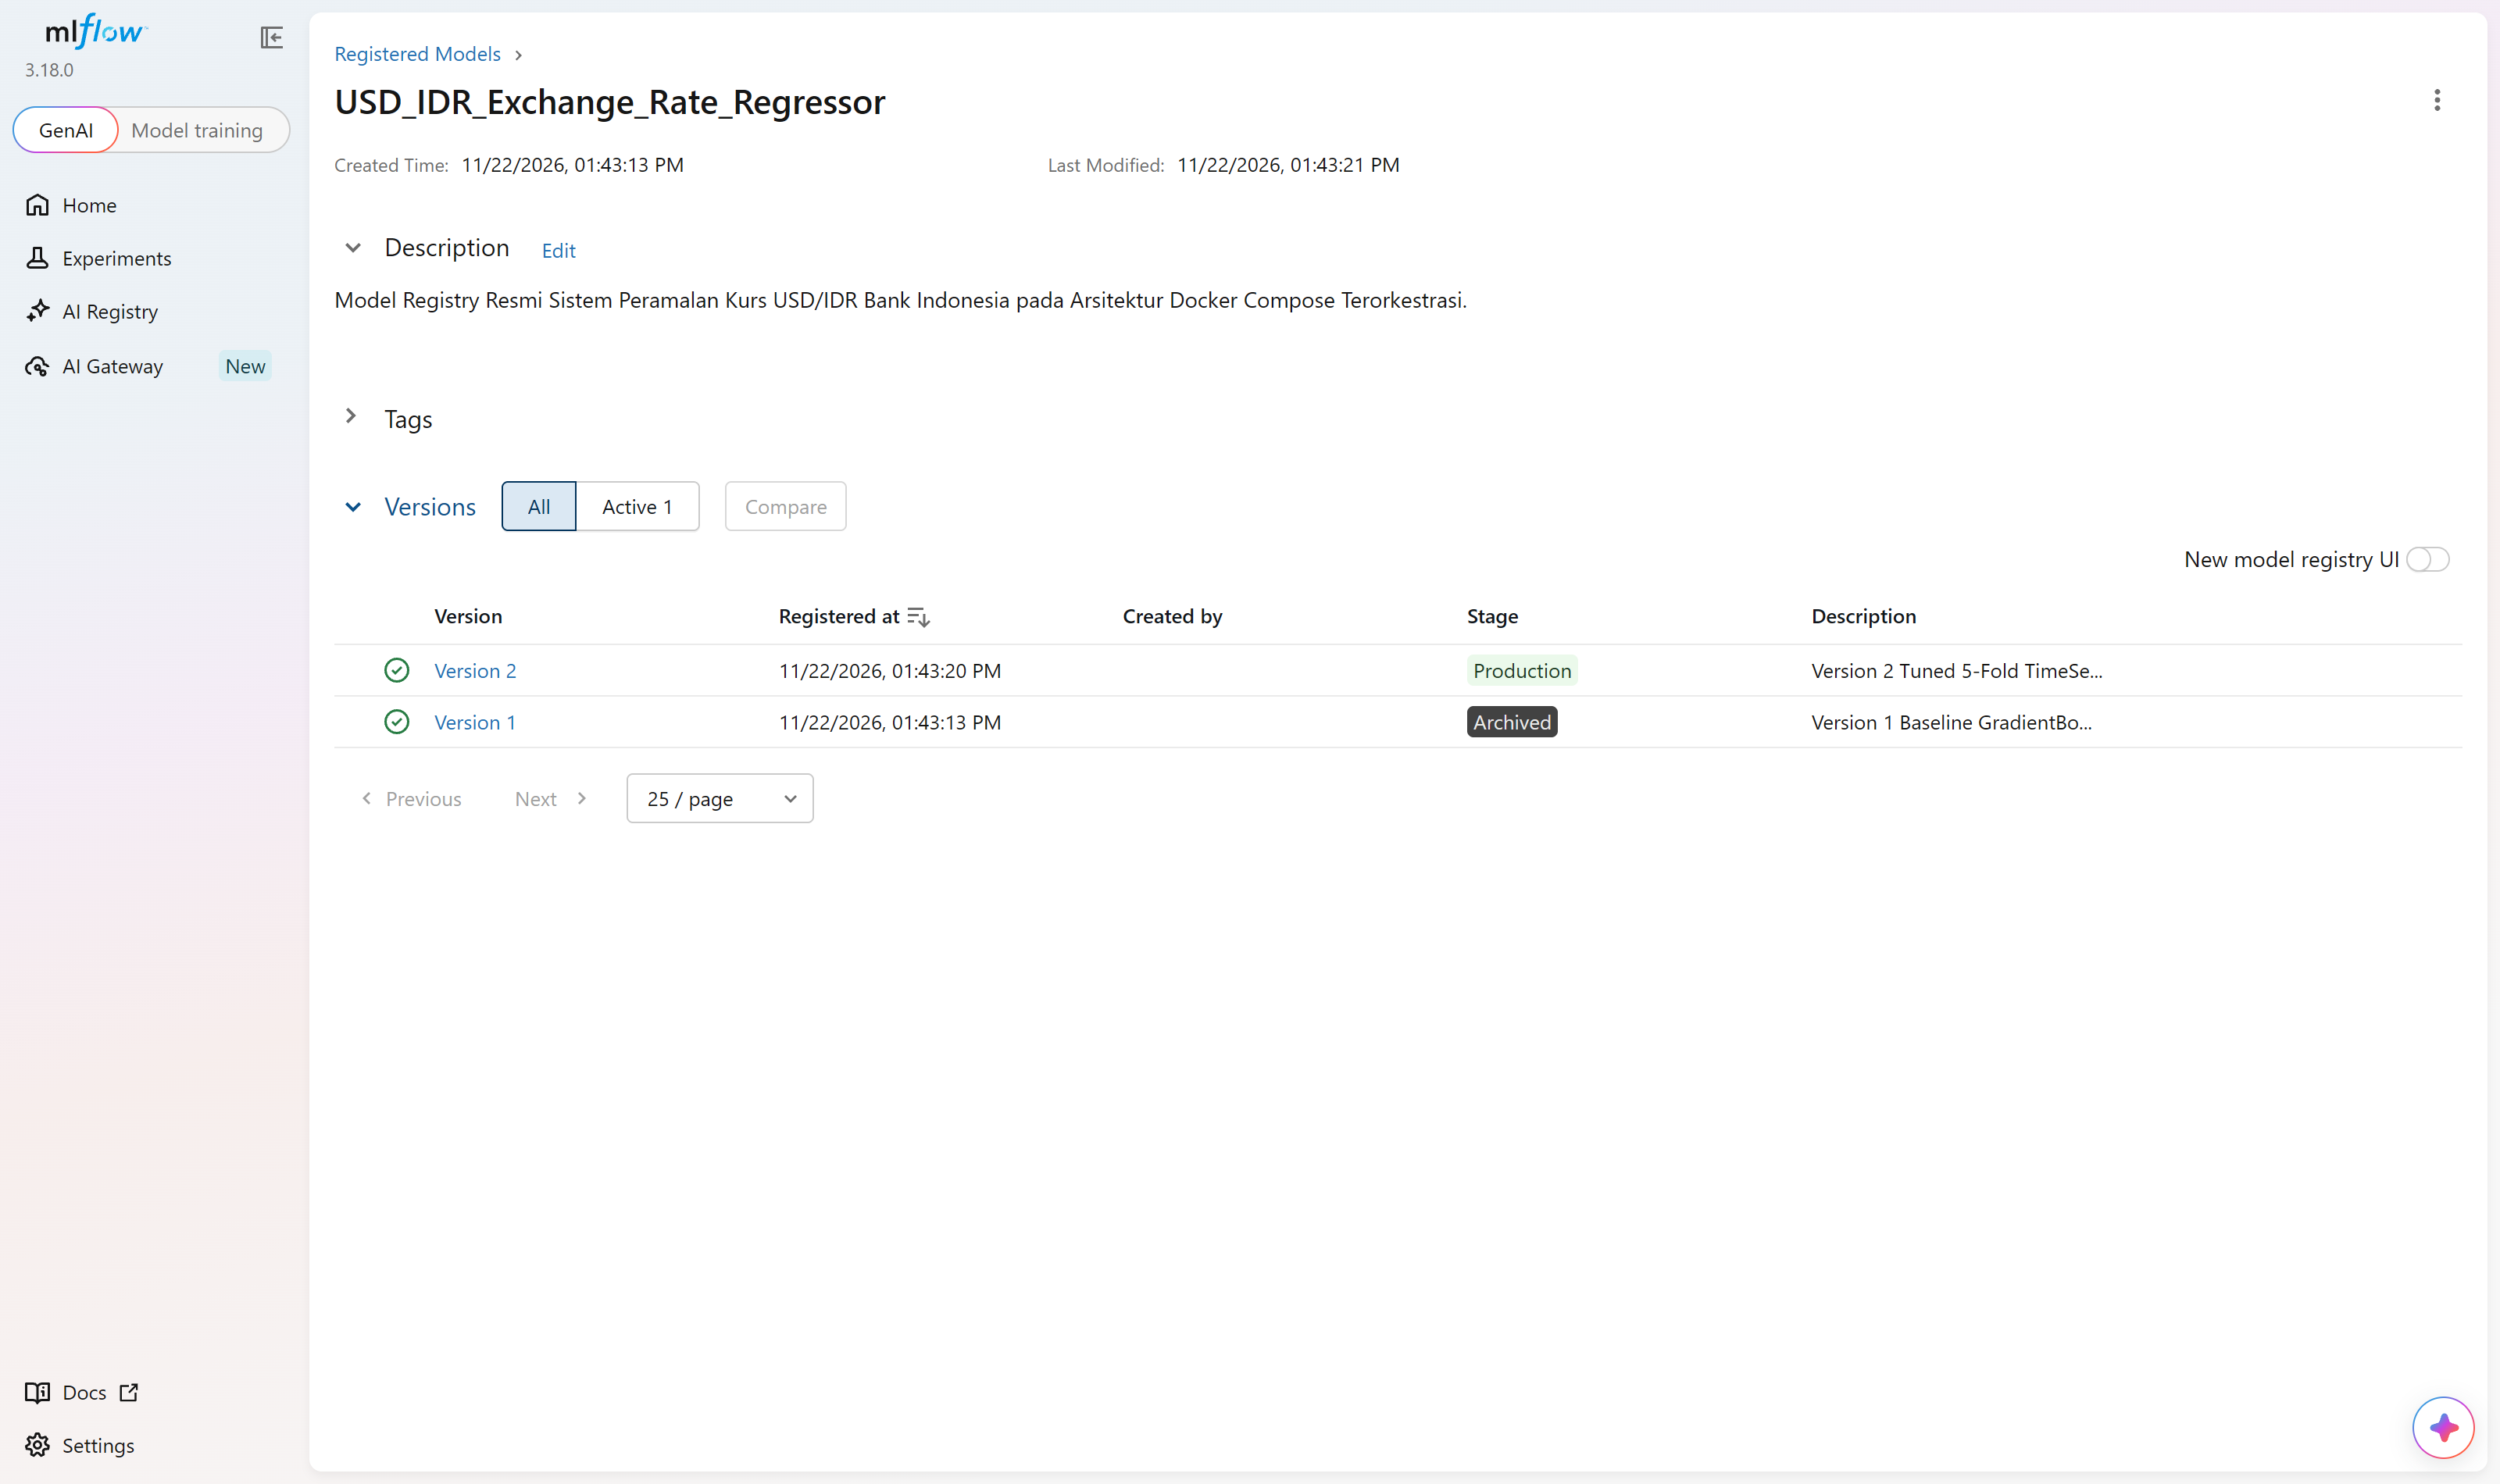 mlflow
3.18.0
GenAI Model training
Home
Experiments
AI Registry
AI Gateway New
Docs
Settings
Registered Models
USD_IDR_Exchange_Rate_Regressor
Created Time: 11/22/2026, 01:43:13 PM Last Modified: 11/22/2026, 01:43:21 PM
Description Edit
Model Registry Resmi Sistem Peramalan Kurs USD/IDR Bank Indonesia pada Arsitektur Docker Compose Terorkestrasi.
Tags
Versions All Active 1 Compare
New model registry UI
Version Registered at Created by Stage Description
Version 2 11/22/2026, 01:43:20 PM Production Version 2 Tuned 5-Fold TimeSe...
Version 1 11/22/2026, 01:43:13 PM Archived Version 1 Baseline GradientBo...
Previous Next 25 / page